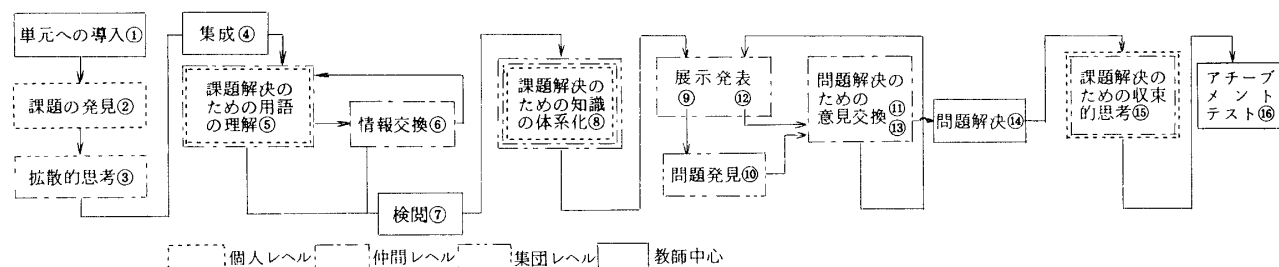 単元への導入①
課題の発見②
拡散的思考③
集成④
課題解決の
ための用語
の理解⑤
情報交換⑥
検閲⑦
課題解決の
ための知識
の体系化⑧
展示発表
⑨ ⑫
問題発見⑩
問題解決の
ための ⑪
意見交換 ⑬
問題解決⑭
課題解決の
ための収束
的思考⑮
アチーブ
メント
テスト⑯
個人レベル 仲間レベル 集団レベル 教師中心